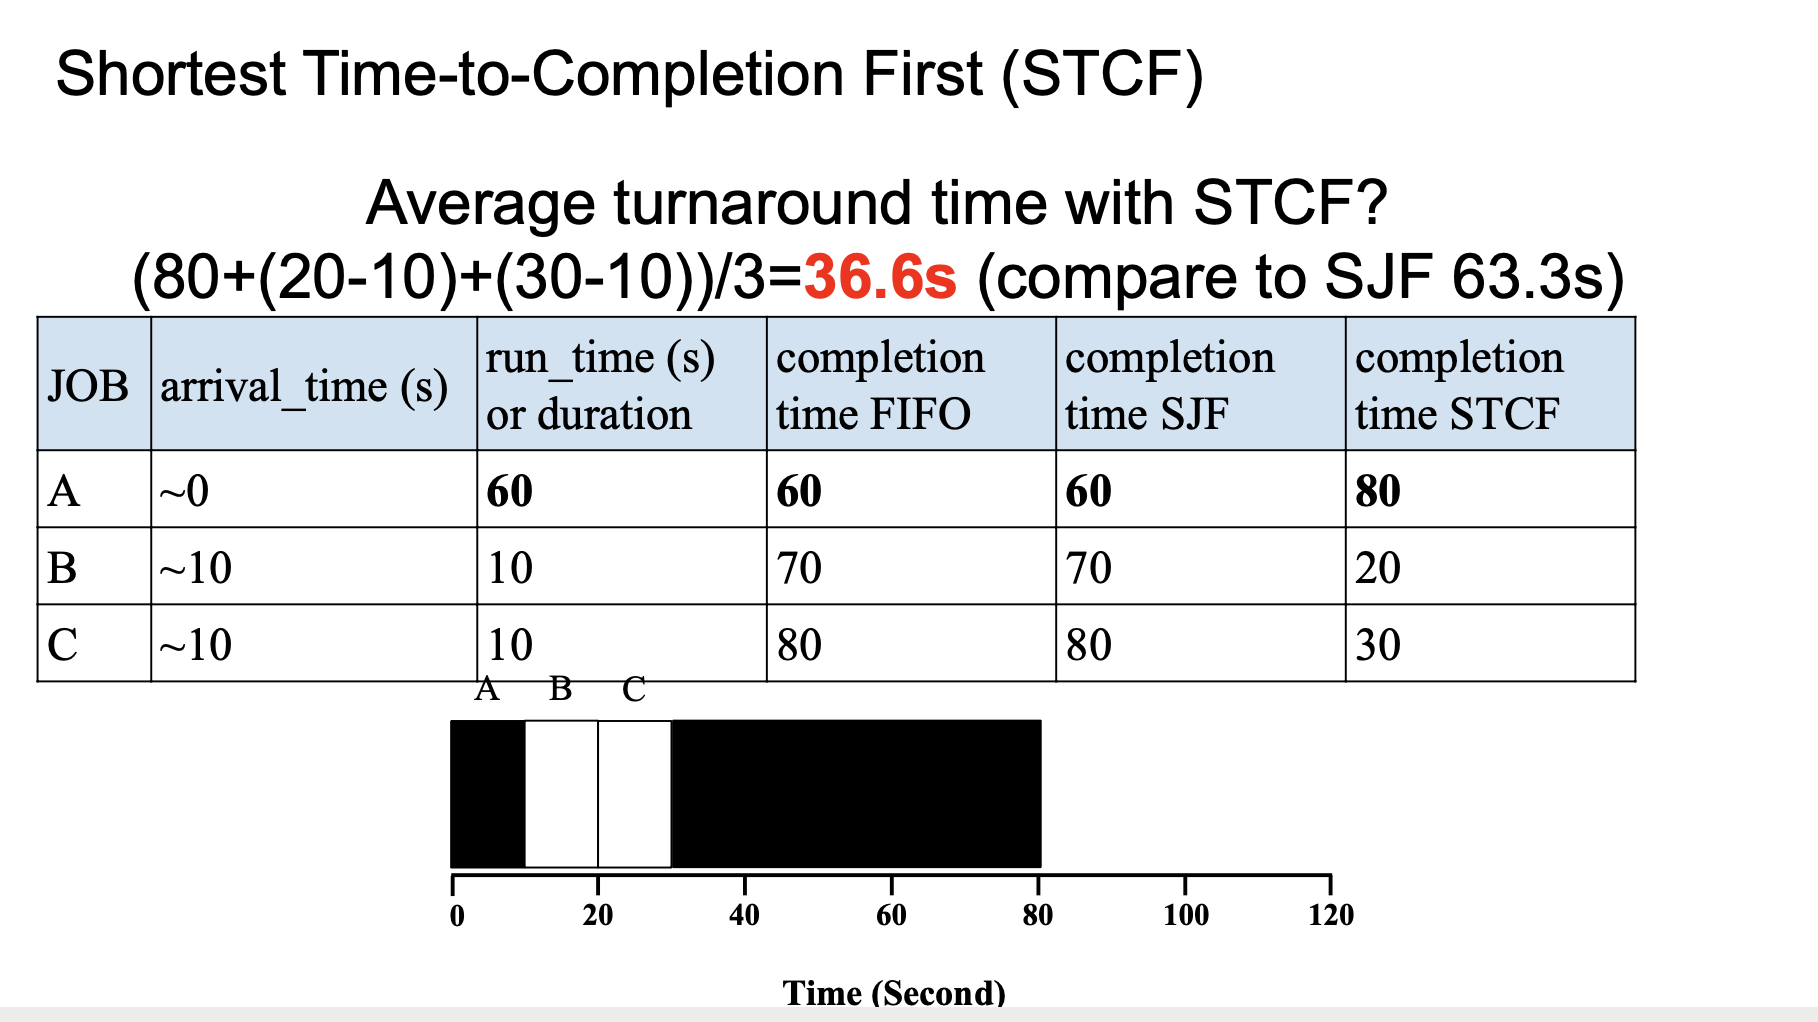 Shortest Time-to-Completion First (STCF)
Average turnaround time with STCF?
(80+(20-10)+(30-10))/3=36.6s (compare to SJF 63.3s)
JOB arrival_time (s) run_time (s) or duration completion time FIFO completion time SJF completion time STCF
A ~0 60 60 60 80
B ~10 10 70 70 20
C ~10 10 80 80 30
A B C
0 20 40 60 80 100 120
Time (Second)